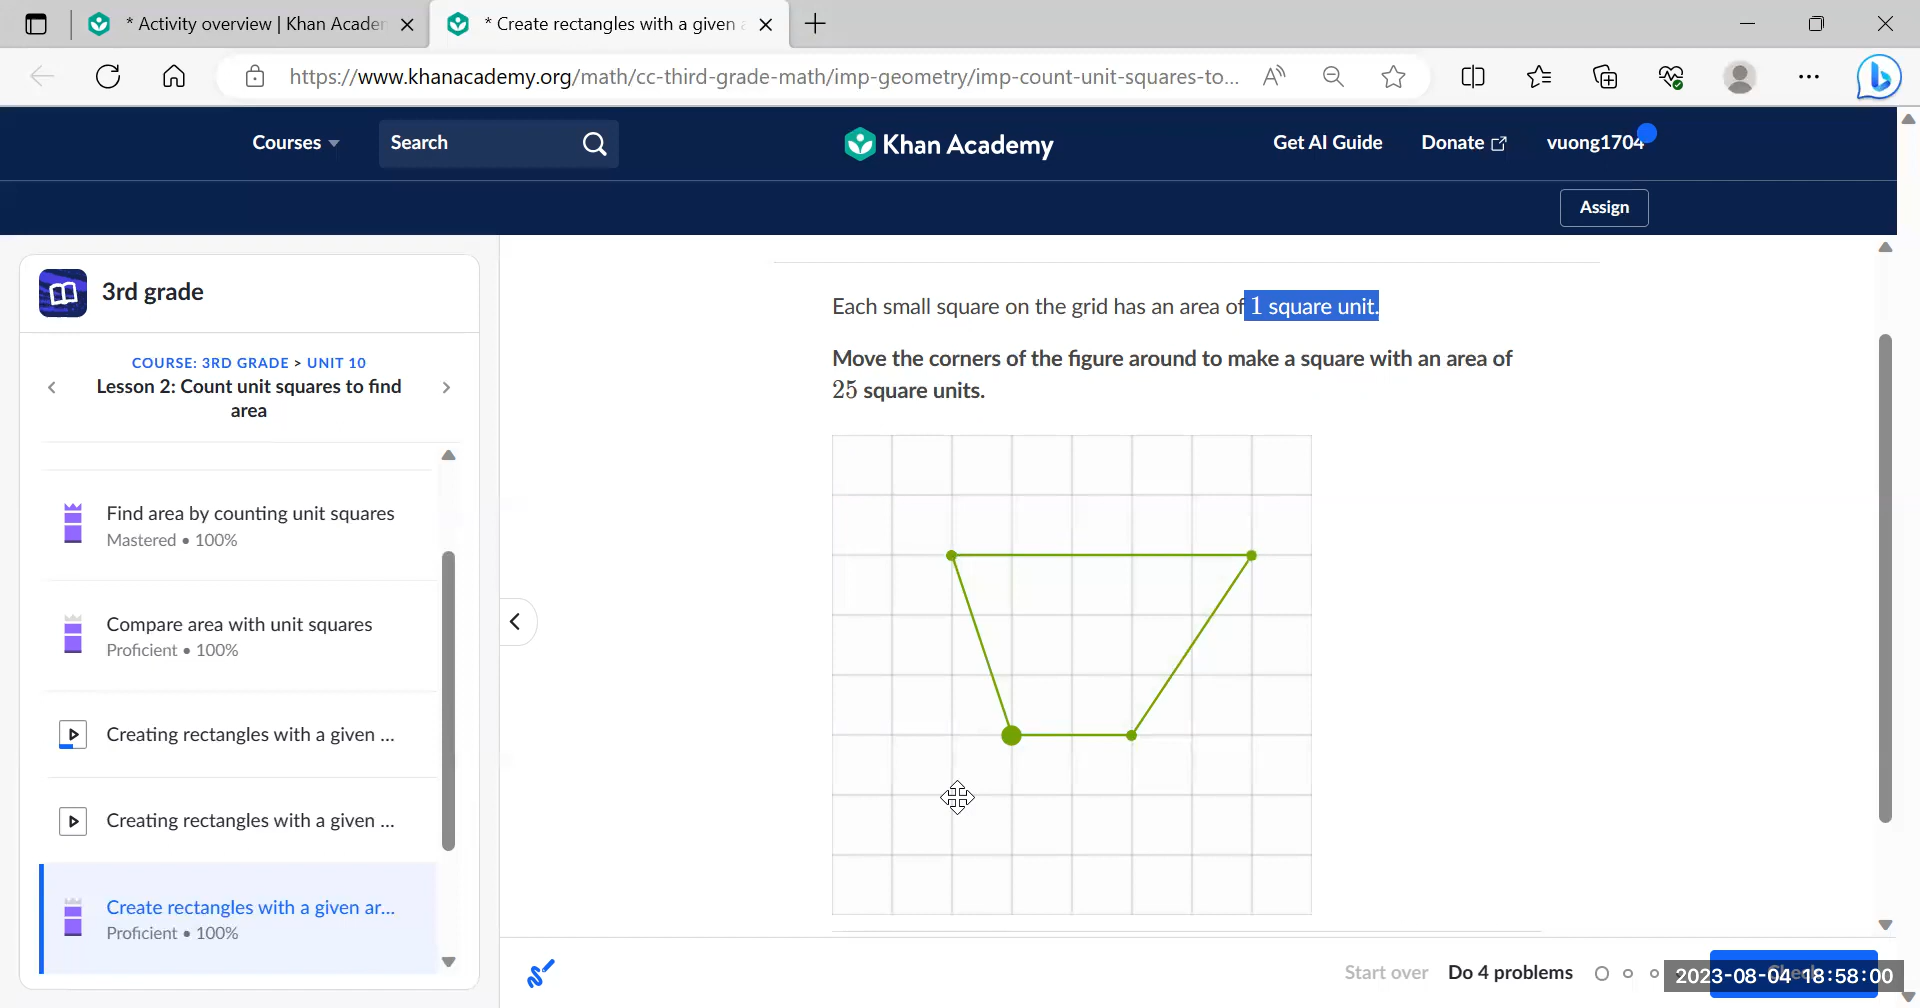 * Activity overview | Khan Acader
* Create rectangles with a given a
https://www.khanacademy.org/math/cc-third-grade-math/imp-geometry/imp-count-unit-squares-to...
Courses
Search
Khan Academy
Get AI Guide
Donate
vuong1704
Assign
3rd grade
COURSE: 3RD GRADE > UNIT 10
Lesson 2: Count unit squares to find
area
Find area by counting unit squares
Mastered • 100%
Compare area with unit squares
Proficient • 100%
Creating rectangles with a given ...
Creating rectangles with a given ...
Create rectangles with a given ar...
Proficient • 100%
Each small square on the grid has an area of 1 square unit.
Move the corners of the figure around to make a square with an area of
25 square units.
Start over
Do 4 problems
2023-08-04 18:58:00